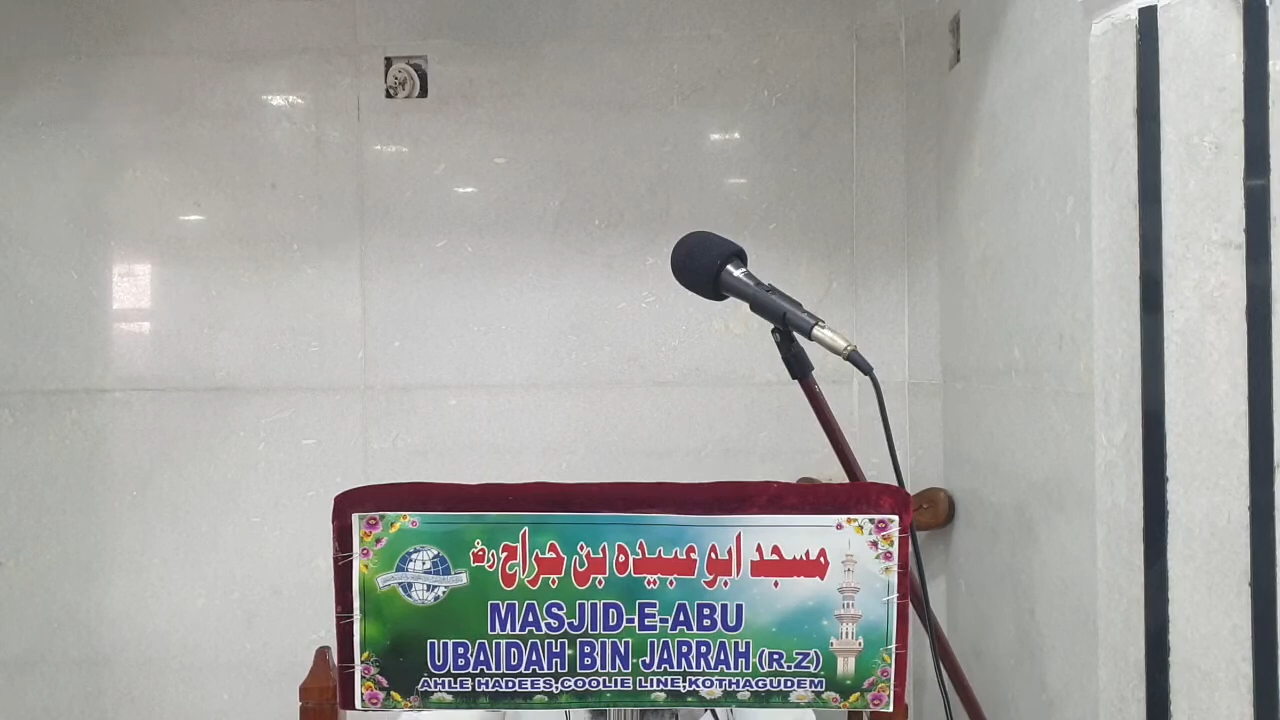 مسجد ابو عبیدہ بن جراح رض
MASJID-E-ABU
UBAIDAH BIN JARRAH (R.Z)
AHLE HADEES,COOLIE LINE,KOTHAGUDEM